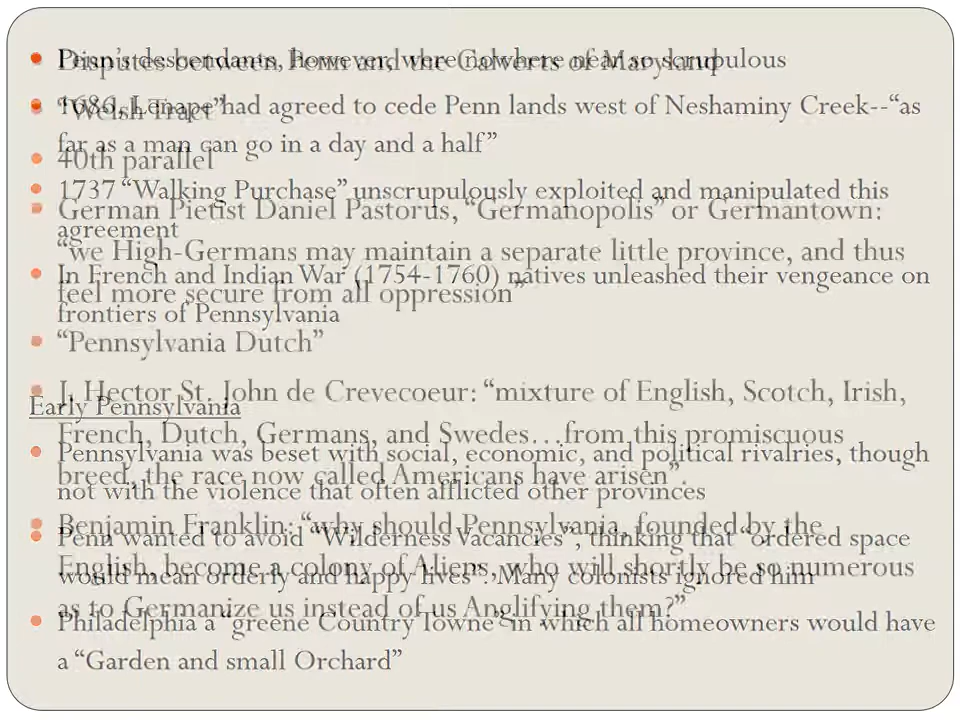 Penn's descendants, however, were nowhere near so scrupulous
1686, Lenape had agreed to cede Penn lands west of Neshaminy Creek--“as
far as a man can go in a day and a half”
1737 “Walking Purchase” unscrupulously exploited and manipulated this
agreement
In French and Indian War (1754-1760) natives unleashed their vengeance on
frontiers of Pennsylvania
Early Pennsylvania
Pennsylvania was beset with social, economic, and political rivalries, though
not with the violence that often afflicted other provinces
Penn wanted to avoid “Wilderness Vacancies”, thinking that “ordered space
would mean orderly and happy lives”. Many colonists ignored him
Philadelphia a “greene Country Towne” in which all homeowners would have
a “Garden and small Orchard”
Disputes between Penn and the Calverts of Maryland
“Welsh Tract”
40th parallel
German Pietist Daniel Pastorus, “Germanopolis” or Germantown:
“we High-Germans may maintain a separate little province, and thus
feel more secure from all oppression”
“Pennsylvania Dutch”
J. Hector St. John de Crevecoeur: “mixture of English, Scotch, Irish,
French, Dutch, Germans, and Swedes…from this promiscuous
breed, the race now called Americans have arisen”.
Benjamin Franklin: “why should Pennsylvania, founded by the
English, become a colony of Aliens, who will shortly be so numerous
as to Germanize us instead of us Anglifying them?”